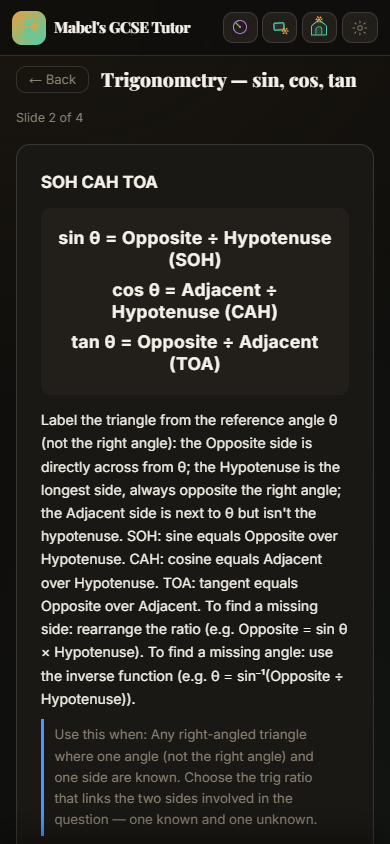 Mabel's GCSE Tutor
← Back
Trigonometry — sin, cos, tan
Slide 2 of 4
SOH CAH TOA
sin θ = Opposite ÷ Hypotenuse
(SOH)
cos θ = Adjacent ÷
Hypotenuse (CAH)
tan θ = Opposite ÷ Adjacent
(TOA)
Label the triangle from the reference angle θ
(not the right angle): the Opposite side is
directly across from θ; the Hypotenuse is the
longest side, always opposite the right angle;
the Adjacent side is next to θ but isn't the
hypotenuse. SOH: sine equals Opposite over
Hypotenuse. CAH: cosine equals Adjacent
over Hypotenuse. TOA: tangent equals
Opposite over Adjacent. To find a missing
side: rearrange the ratio (e.g. Opposite = sin θ
× Hypotenuse). To find a missing angle: use
the inverse function (e.g. θ = sin⁻¹(Opposite ÷
Hypotenuse)).
Use this when: Any right-angled triangle
where one angle (not the right angle) and
one side are known. Choose the trig ratio
that links the two sides involved in the
question — one known and one unknown.